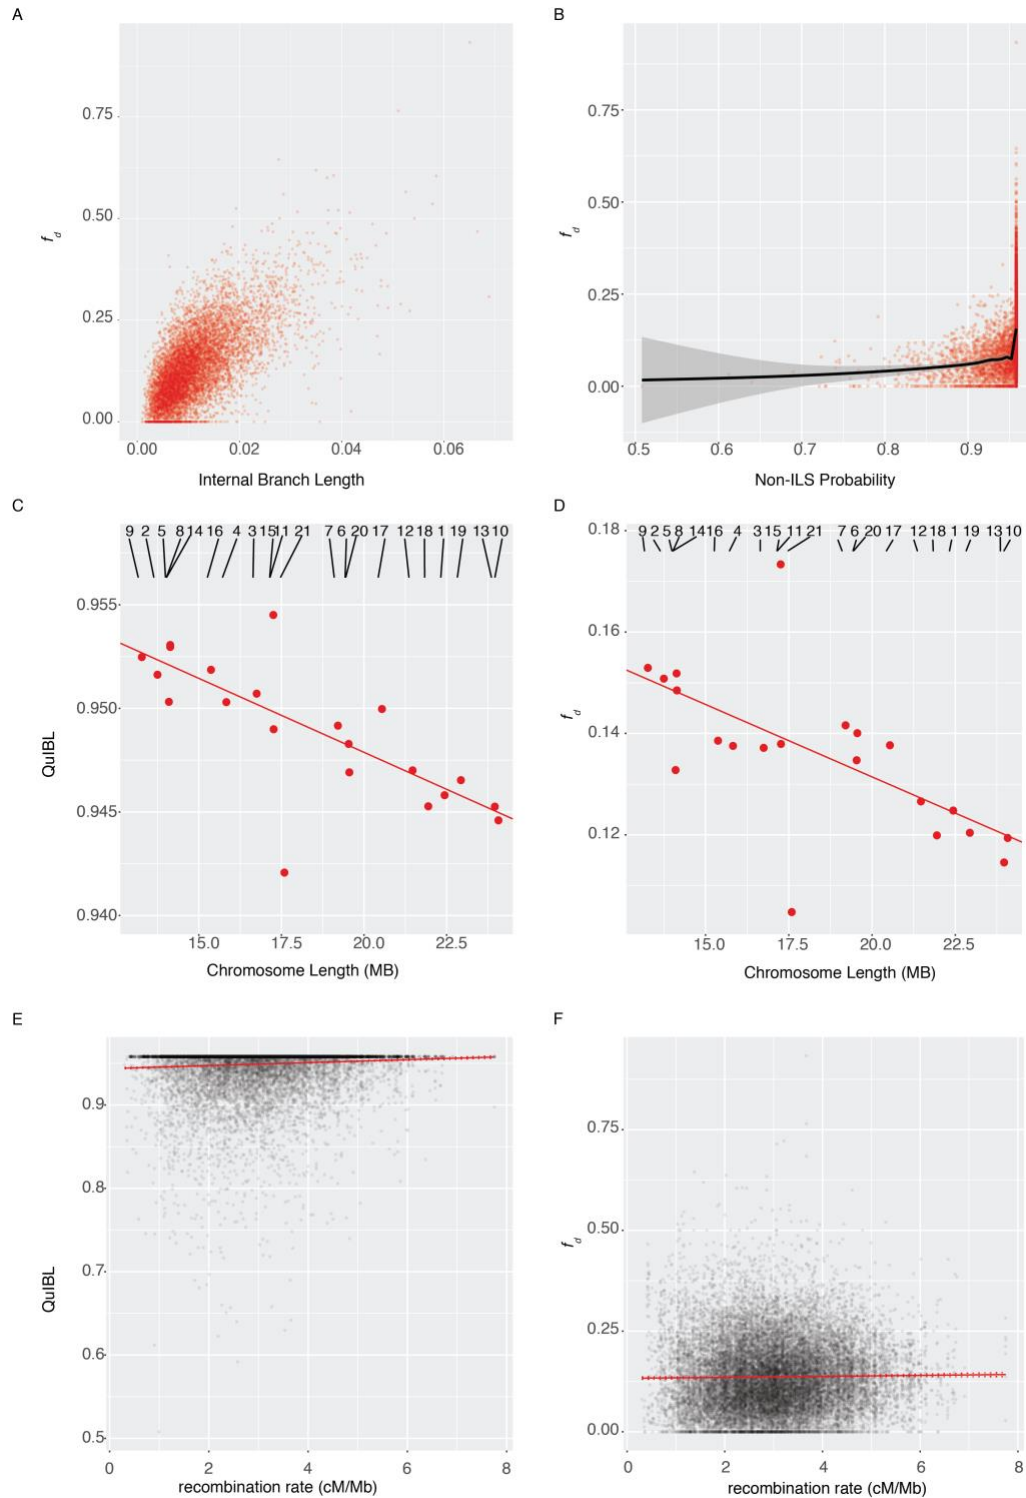 A
B
0.75
0.50
0.25
0.00
f_d
0.00 0.02 0.04 0.06
Internal Branch Length
0.75
0.50
0.25
0.00
f_d
0.5 0.6 0.7 0.8 0.9
Non-ILS Probability
C
D
9 2 5 8 14 16 4 3 15 11 21 7 6 20 17 12 18 1 19 13 10
0.955
0.950
0.945
0.940
QuIBL
15.0 17.5 20.0 22.5
Chromosome Length (MB)
9 2 5 8 14 16 4 3 15 11 21 7 6 20 17 12 18 1 19 13 10
0.18
0.16
0.14
0.12
f_d
15.0 17.5 20.0 22.5
Chromosome Length (MB)
E
F
0.9
0.8
0.7
0.6
0.5
QuIBL
0 2 4 6 8
recombination rate (cM/Mb)
0.75
0.50
0.25
0.00
f_d
0 2 4 6 8
recombination rate (cM/Mb)